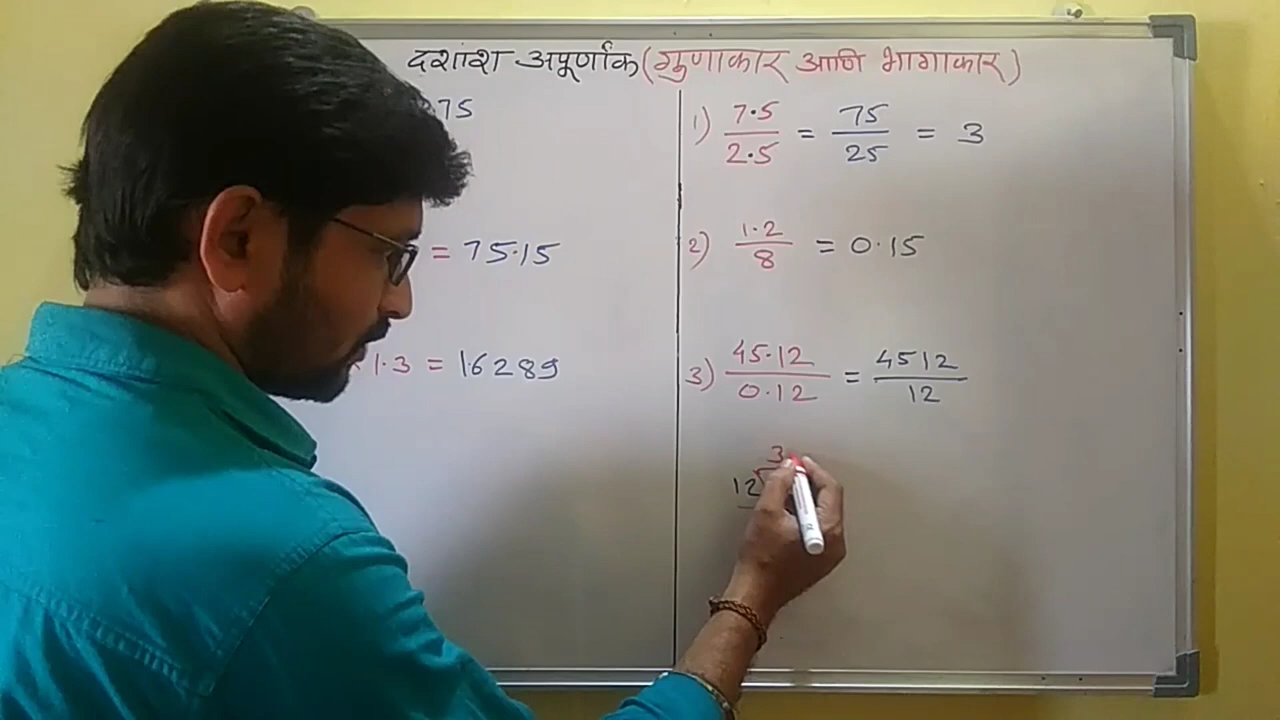 दशांश अपूर्णांक (गुणाकार आणि भागाकार)
.75
= 75.15
1.3 = 16289
1) 7.5/2.5 = 75/25 = 3
2) 1.2/8 = 0.15
3) 45.12/0.12 = 4512/12
3
12